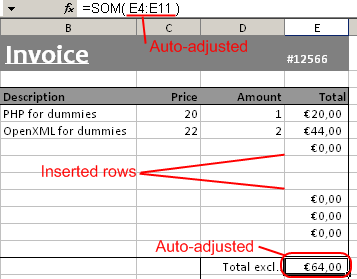 fx =SOM( E4:E11 )
Auto-adjusted
B C D E
Invoice #12566
Description Price Amount Total
PHP for dummies 20 1 €20,00
OpenXML for dummies 22 2 €44,00
€0,00
Inserted rows
€0,00
€0,00
€0,00
Auto-adjusted
Total excl. €64,00